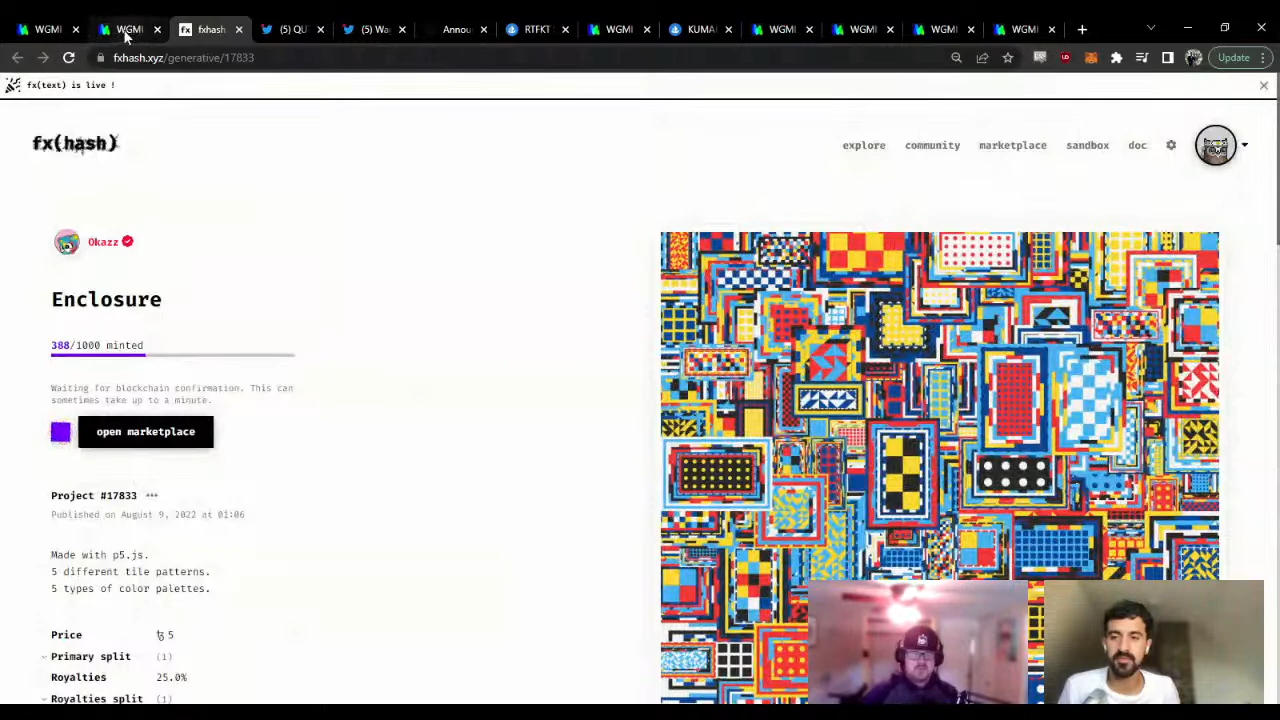 WGMI
WGMI
fxhash
(5) QU
(5) Wa
Annou
RTFKT
WGMI
KUMA
WGMI
WGMI
WGMI
WGMI
fxhash.xyz/generative/17833
Update
fx(text) is live !
fx(hash)
explore
community
marketplace
sandbox
doc
Okazz
Enclosure
388/1000 minted
Waiting for blockchain confirmation. This can
sometimes take up to a minute.
open marketplace
Project #17833
Published on August 9, 2022 at 01:06
Made with p5.js.
5 different tile patterns.
5 types of color palettes.
Price ꜩ 5
Primary split (1)
Royalties 25.0%
Royalties split (1)